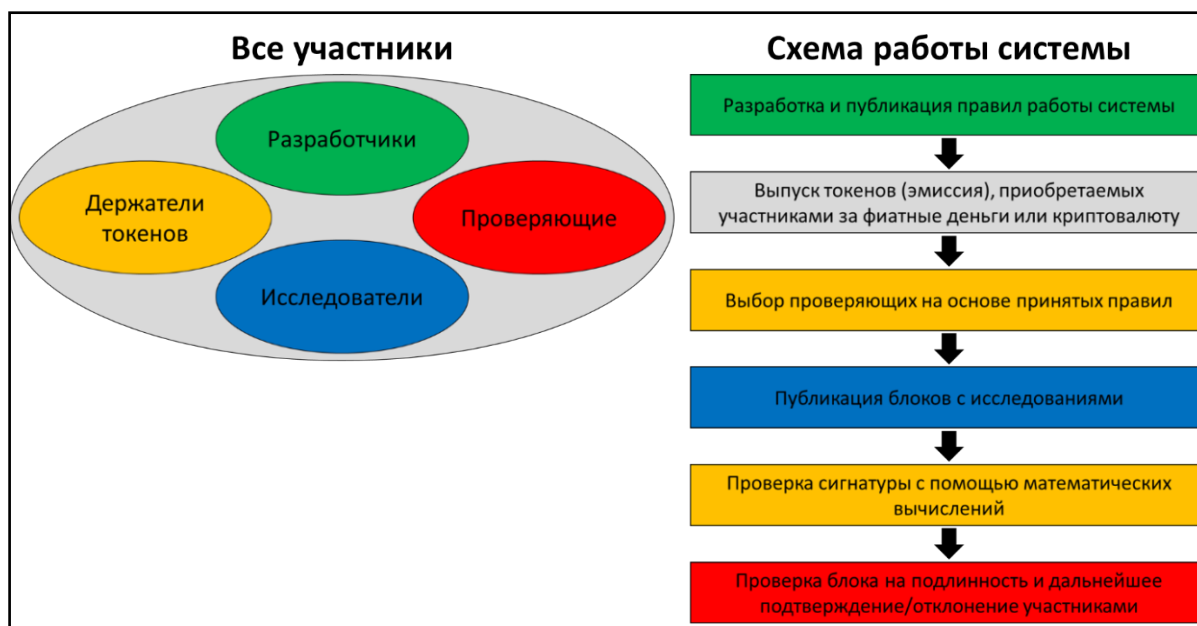 Все участники
Разработчики
Держатели
токенов
Проверяющие
Исследователи
Схема работы системы
Разработка и публикация правил работы системы
Выпуск токенов (эмиссия), приобретаемых
участниками за фиатные деньги или криптовалюту
Выбор проверяющих на основе принятых правил
Публикация блоков с исследованиями
Проверка сигнатуры с помощью математических
вычислений
Проверка блока на подлинность и дальнейшее
подтверждение/отклонение участниками